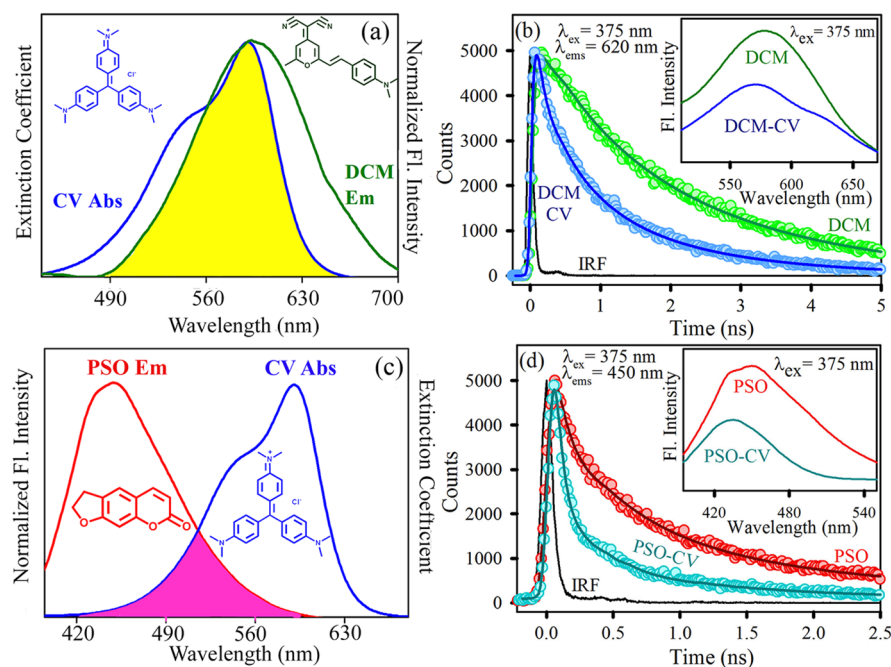 (a)
Extinction Coefficient
CV Abs
DCM
Em
Normalized Fl. Intensity
N⁺
Cl⁻
N
N
N
N
O
N
490
560
630
700
Wavelength (nm)
(b)
λex = 375 nm
λems = 620 nm
Counts
5000
4000
3000
2000
1000
0
DCM
CV
DCM
IRF
0
1
2
3
4
5
Time (ns)
λex = 375 nm
Fl. Intensity
DCM
DCM-CV
550
600
650
Wavelength (nm)
(c)
Normalized Fl. Intensity
PSO Em
CV Abs
Extinction Coefficient
O
O
O
N⁺
Cl⁻
N
N
420
490
560
630
Wavelength (nm)
(d)
λex = 375 nm
λems = 450 nm
Counts
5000
4000
3000
2000
1000
0
PSO-CV
PSO
IRF
0.0
0.5
1.0
1.5
2.0
2.5
Time (ns)
λex = 375 nm
Fl. Intensity
PSO
PSO-CV
420
480
540
Wavelength (nm)